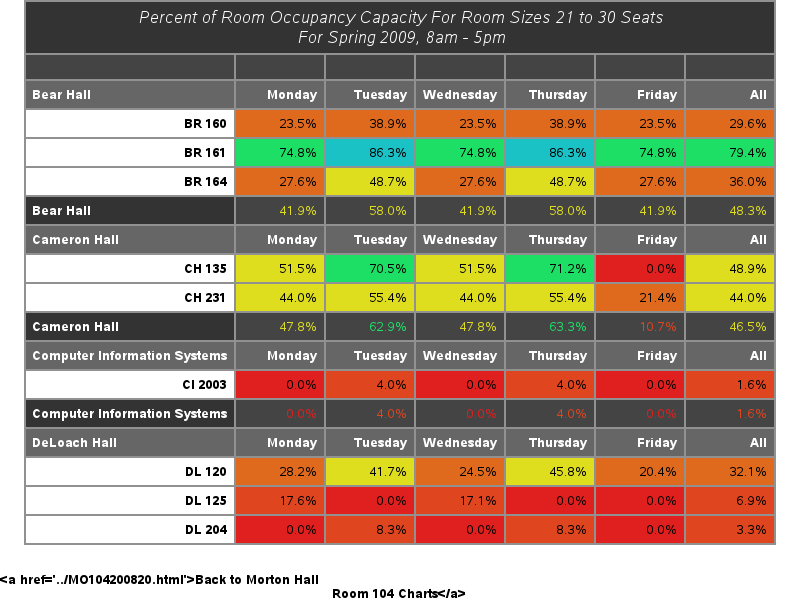 Percent of Room Occupancy Capacity For Room Sizes 21 to 30 Seats
For Spring 2009, 8am - 5pm
Bear Hall Monday Tuesday Wednesday Thursday Friday All
BR 160 23.5% 38.9% 23.5% 38.9% 23.5% 29.6%
BR 161 74.8% 86.3% 74.8% 86.3% 74.8% 79.4%
BR 164 27.6% 48.7% 27.6% 48.7% 27.6% 36.0%
Bear Hall 41.9% 58.0% 41.9% 58.0% 41.9% 48.3%
Cameron Hall Monday Tuesday Wednesday Thursday Friday All
CH 135 51.5% 70.5% 51.5% 71.2% 0.0% 48.9%
CH 231 44.0% 55.4% 44.0% 55.4% 21.4% 44.0%
Cameron Hall 47.8% 62.9% 47.8% 63.3% 10.7% 46.5%
Computer Information Systems Monday Tuesday Wednesday Thursday Friday All
CI 2003 0.0% 4.0% 0.0% 4.0% 0.0% 1.6%
Computer Information Systems 0.0% 4.0% 0.0% 4.0% 0.0% 1.6%
DeLoach Hall Monday Tuesday Wednesday Thursday Friday All
DL 120 28.2% 41.7% 24.5% 45.8% 20.4% 32.1%
DL 125 17.6% 0.0% 17.1% 0.0% 0.0% 6.9%
DL 204 0.0% 8.3% 0.0% 8.3% 0.0% 3.3%
<a href='../MO104200820.html'>Back to Morton Hall
Room 104 Charts</a>